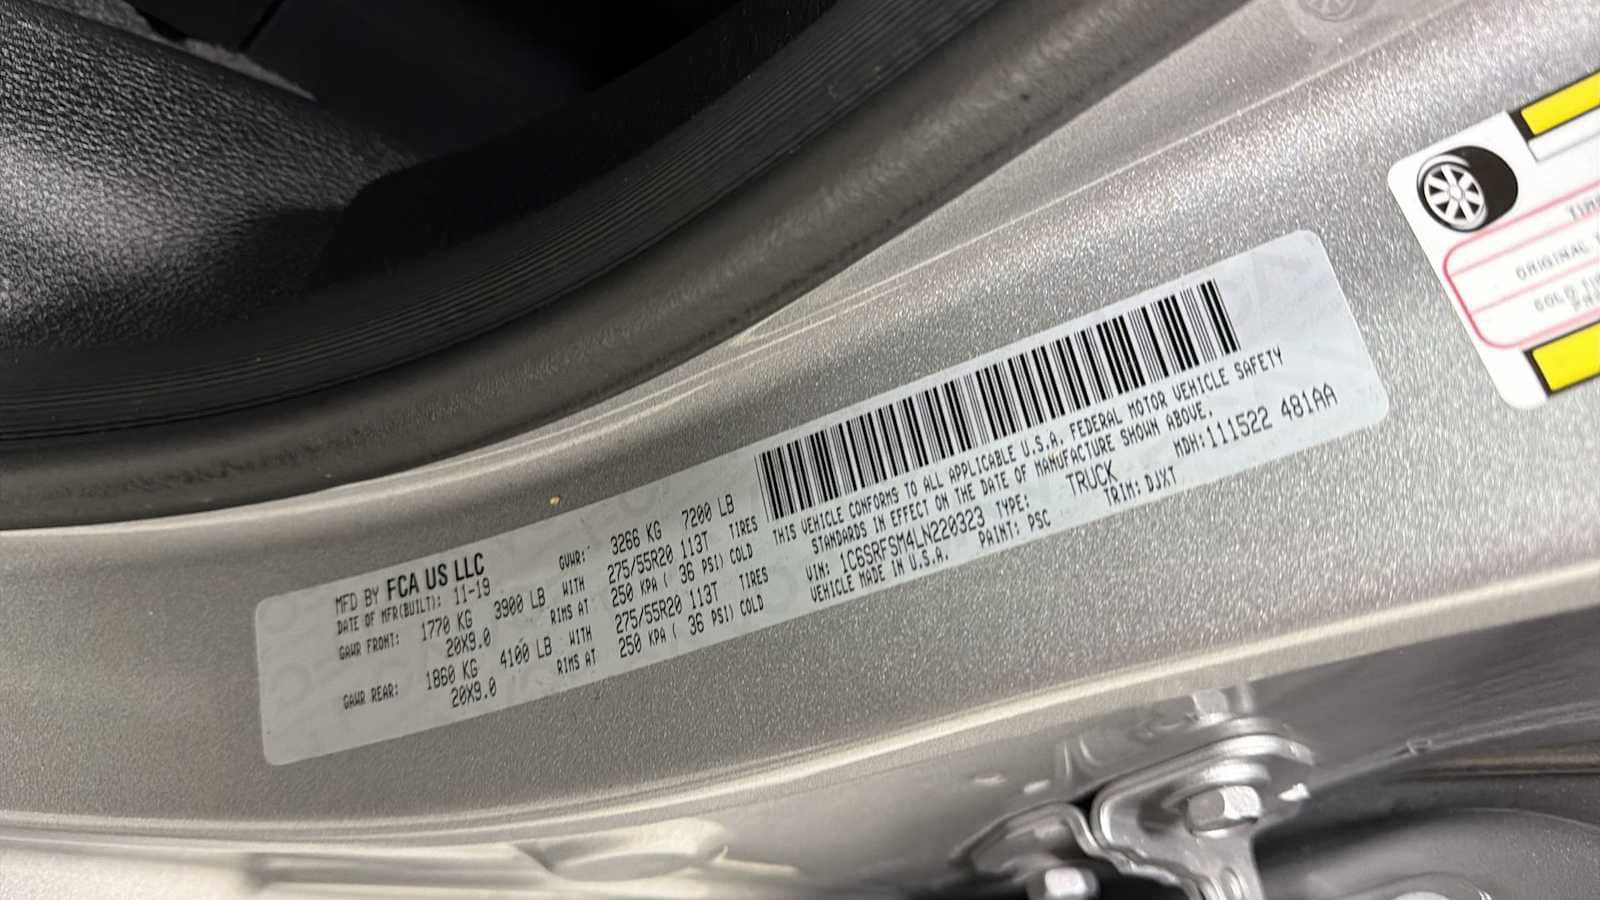 MFD BY FCA US LLC
DATE OF MFR(BUILT): 11-19 GVWR: 3266 KG 7200 LB
GAWR FRONT: 1770 KG 3900 LB WITH 275/55R20 113T TIRES
20X9.0 RIMS AT 250 KPA ( 36 PSI) COLD
GAWR REAR: 1860 KG 4100 LB WITH 275/55R20 113T TIRES
20X9.0 RIMS AT 250 KPA ( 36 PSI) COLD
THIS VEHICLE CONFORMS TO ALL APPLICABLE U.S.A. FEDERAL MOTOR VEHICLE SAFETY
STANDARDS IN EFFECT ON THE DATE OF MANUFACTURE SHOWN ABOVE.
MDH:111522 481AA
VIN: 1C6SRFSM4LN220323 TYPE: TRUCK
VEHICLE MADE IN U.S.A. PAINT: PSC TRIM: DJXT
ORIGINAL
COLD